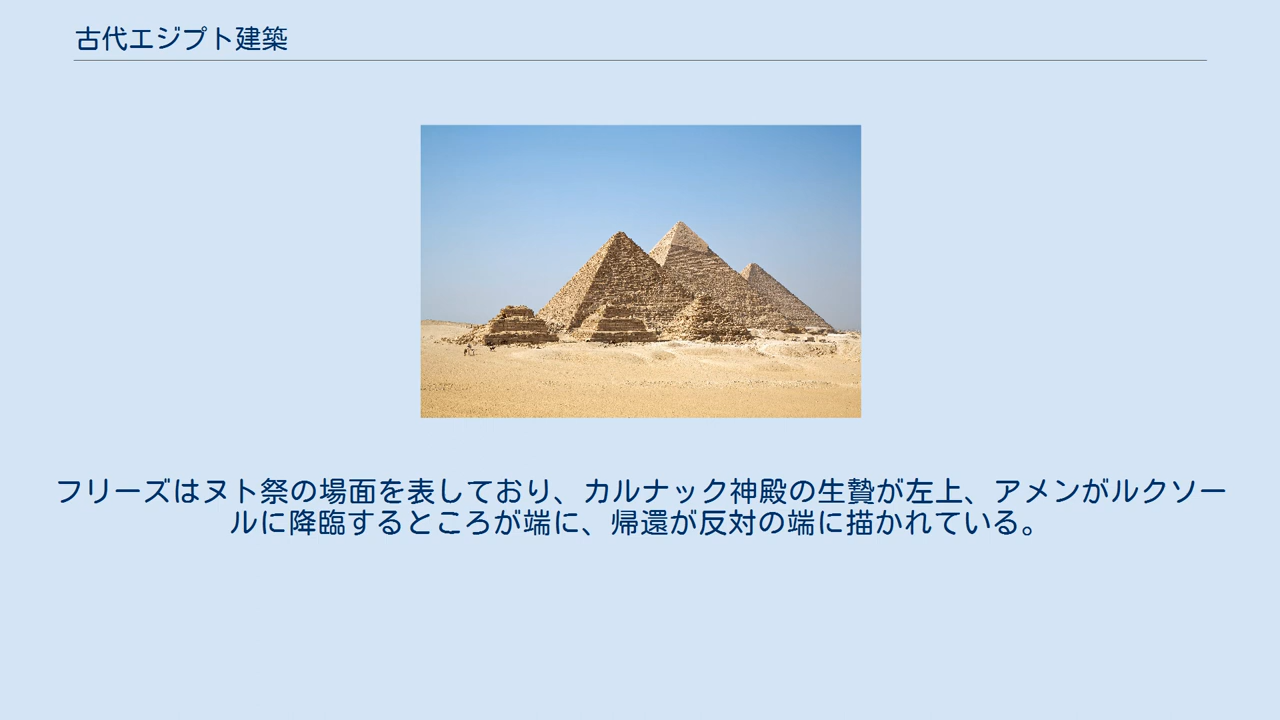 古代エジプト建築
フリーズはヌト祭の場面を表しており、カルナック神殿の生贄が左上、アメンがルクソー
ルに降臨するところが端に、帰還が反対の端に描かれている。